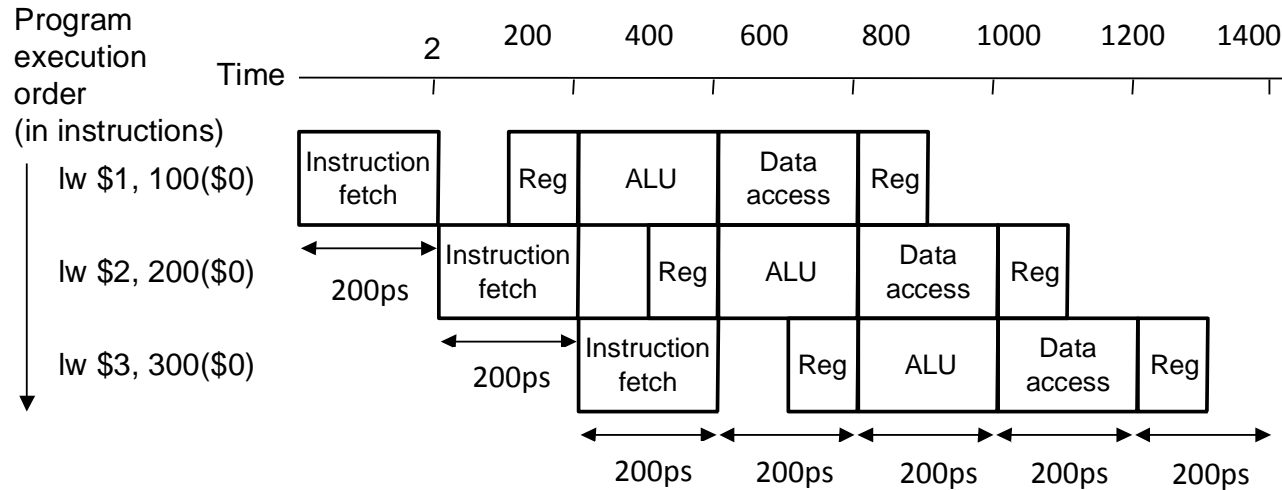 Program
execution
order
(in instructions)
Time
2 200 400 600 800 1000 1200 1400
lw $1, 100($0)
Instruction
fetch
Reg
ALU
Data
access
Reg
lw $2, 200($0)
200ps
Instruction
fetch
Reg
ALU
Data
access
Reg
lw $3, 300($0)
200ps
Instruction
fetch
Reg
ALU
Data
access
Reg
200ps 200ps 200ps 200ps 200ps